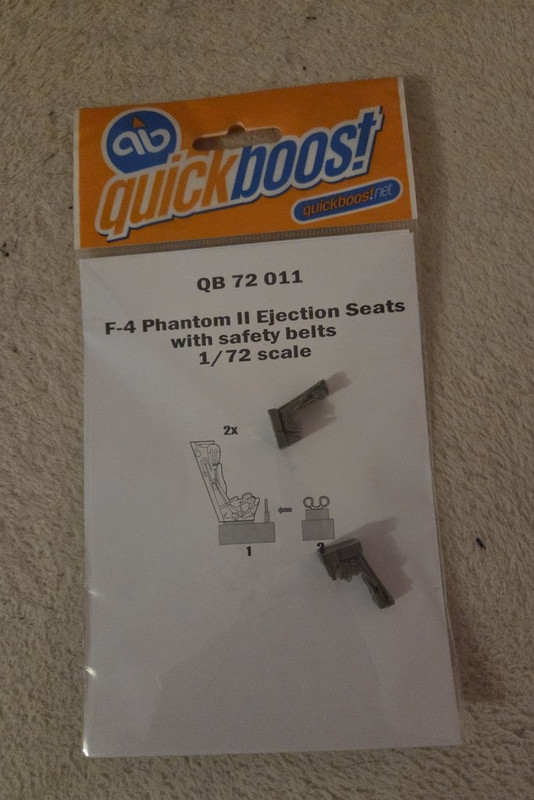 qb
quickboost
quickboost.net
QB 72 011
F-4 Phantom II Ejection Seats
with safety belts
1/72 scale
2x
1
2